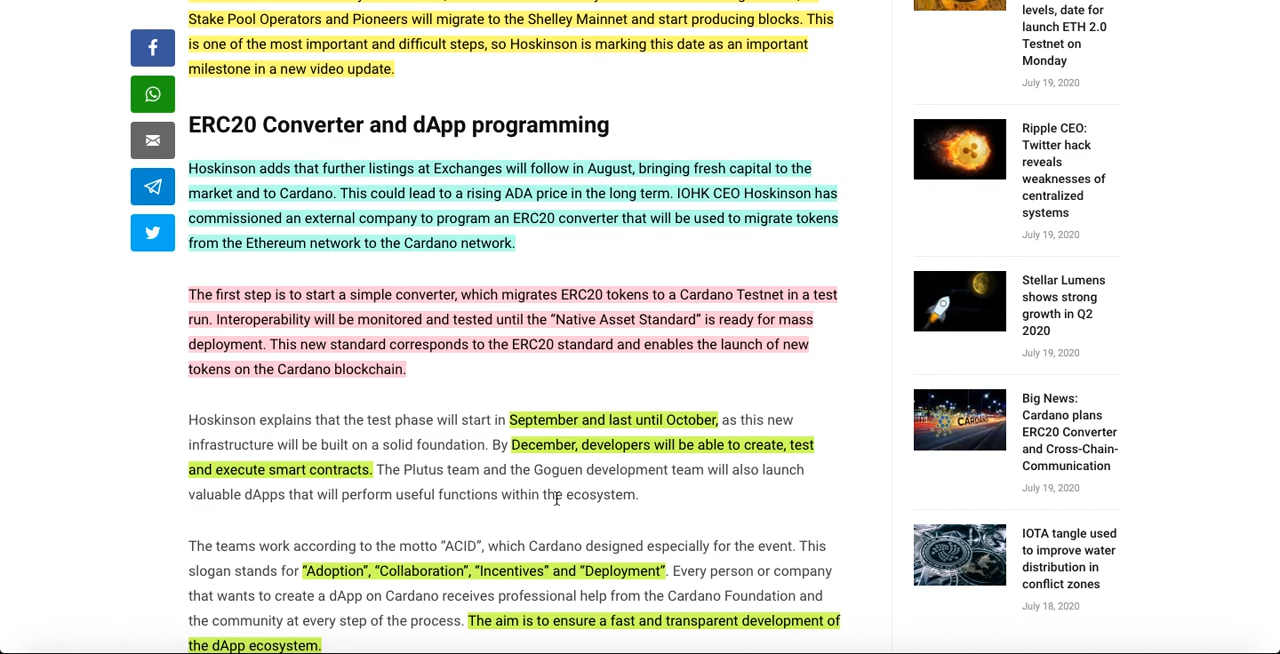 Stake Pool Operators and Pioneers will migrate to the Shelley Mainnet and start producing blocks. This
is one of the most important and difficult steps, so Hoskinson is marking this date as an important
milestone in a new video update.
ERC20 Converter and dApp programming
Hoskinson adds that further listings at Exchanges will follow in August, bringing fresh capital to the
market and to Cardano. This could lead to a rising ADA price in the long term. IOHK CEO Hoskinson has
commissioned an external company to program an ERC20 converter that will be used to migrate tokens
from the Ethereum network to the Cardano network.
The first step is to start a simple converter, which migrates ERC20 tokens to a Cardano Testnet in a test
run. Interoperability will be monitored and tested until the “Native Asset Standard” is ready for mass
deployment. This new standard corresponds to the ERC20 standard and enables the launch of new
tokens on the Cardano blockchain.
Hoskinson explains that the test phase will start in September and last until October, as this new
infrastructure will be built on a solid foundation. By December, developers will be able to create, test
and execute smart contracts. The Plutus team and the Goguen development team will also launch
valuable dApps that will perform useful functions within the ecosystem.
The teams work according to the motto “ACID”, which Cardano designed especially for the event. This
slogan stands for “Adoption”, “Collaboration”, “Incentives” and “Deployment”. Every person or company
that wants to create a dApp on Cardano receives professional help from the Cardano Foundation and
the community at every step of the process. The aim is to ensure a fast and transparent development of
the dApp ecosystem.
levels, date for
launch ETH 2.0
Testnet on
Monday
July 19, 2020
Ripple CEO:
Twitter hack
reveals
weaknesses of
centralized
systems
July 19, 2020
Stellar Lumens
shows strong
growth in Q2
2020
July 19, 2020
CARDANO
Big News:
Cardano plans
ERC20 Converter
and Cross-Chain-
Communication
July 19, 2020
IOTA tangle used
to improve water
distribution in
conflict zones
July 18, 2020